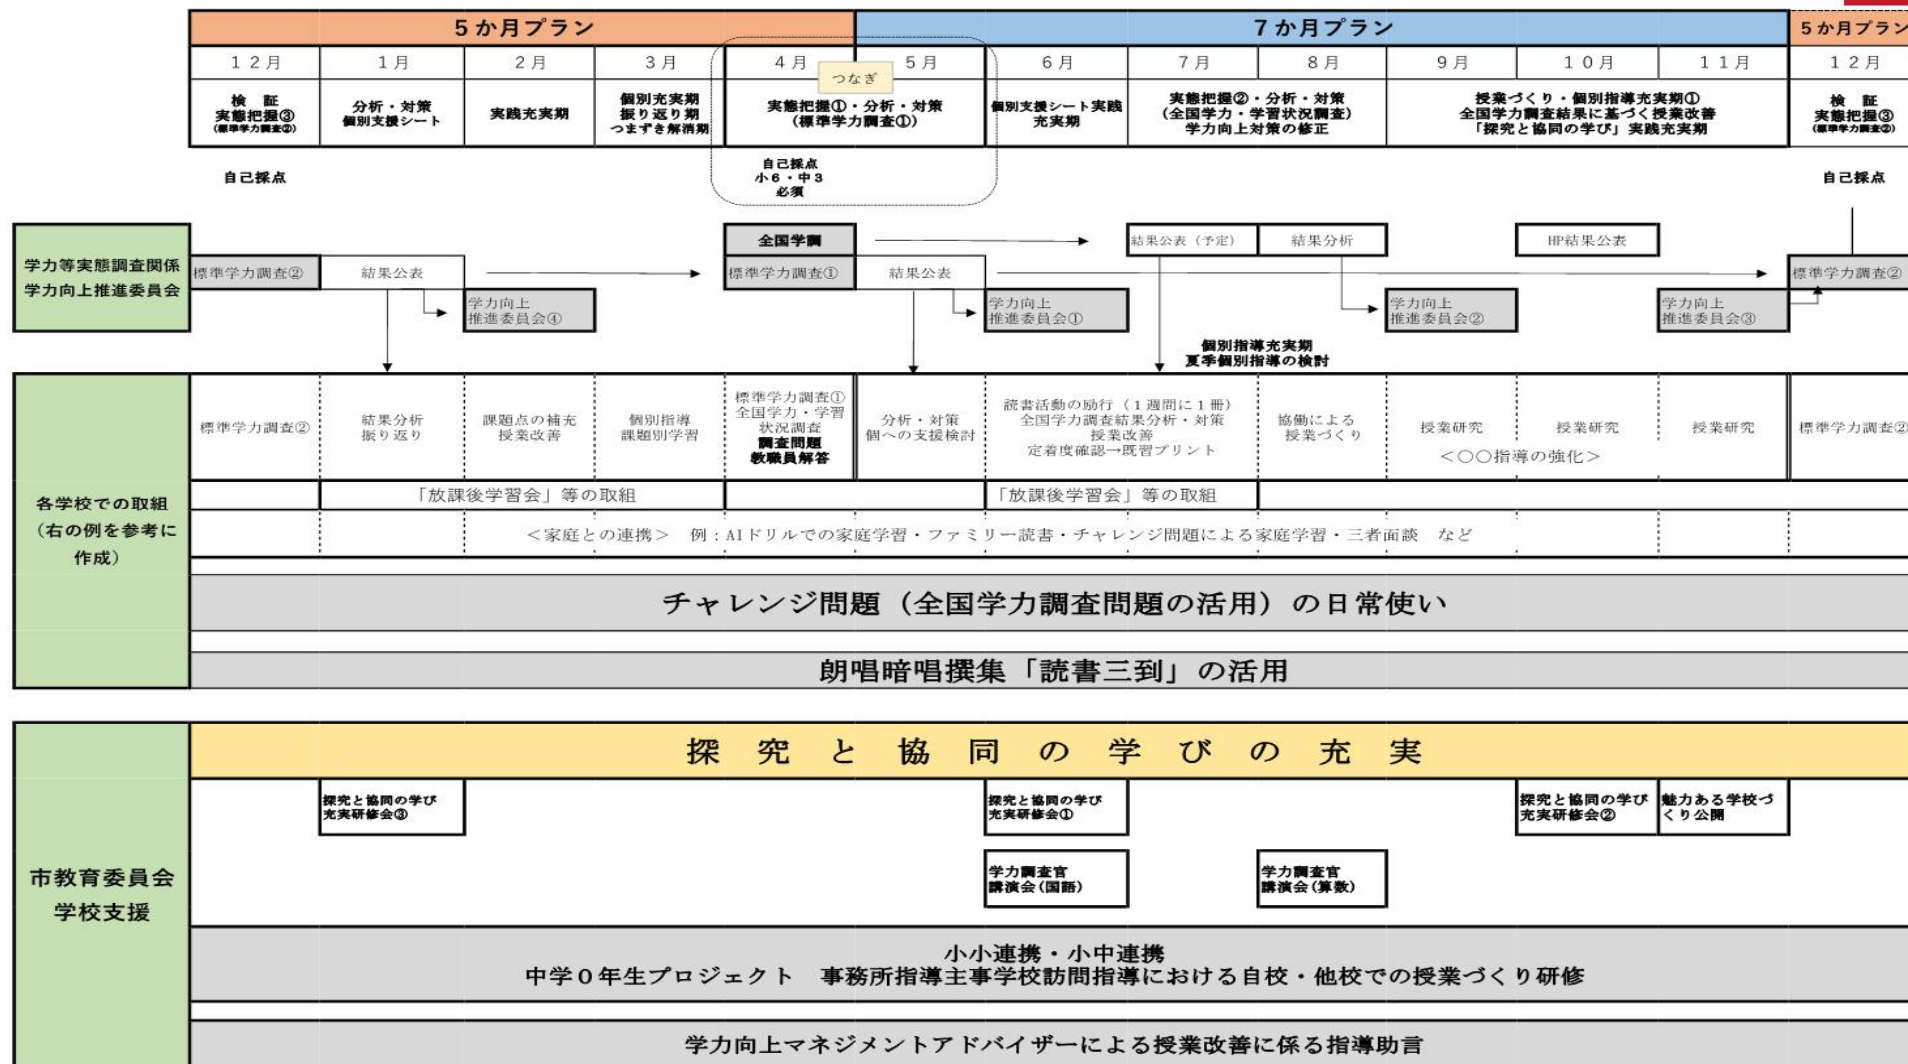 5か月プラン
7か月プラン
5か月プラン
12月
1月
2月
3月
4月
つなぎ
5月
6月
7月
8月
9月
10月
11月
12月
検 証
実態把握③
(標準学力調査②)
分析・対策
個別支援シート
実践充実期
個別充実期
振り返り期
つまずき解消期
実態把握①・分析・対策
(標準学力調査①)
個別支援シート実践
充実期
実態把握②・分析・対策
(全国学力・学習状況調査)
学力向上対策の修正
授業づくり・個別指導充実期①
全国学力調査結果に基づく授業改善
「探究と協同の学び」実践充実期
検 証
実態把握③
(標準学力調査②)
自己採点
自己採点
小6・中3
必須
自己採点
学力等実態調査関係
学力向上推進委員会
全国学調
結果公表（予定）
結果分析
HP結果公表
標準学力調査②
結果公表
標準学力調査①
結果公表
標準学力調査②
学力向上
推進委員会④
学力向上
推進委員会①
学力向上
推進委員会②
学力向上
推進委員会③
個別指導充実期
夏季個別指導の検討
各学校での取組
（右の例を参考に
作成）
標準学力調査②
結果分析
振り返り
課題点の補充
授業改善
個別指導
課題別学習
標準学力調査①
全国学力・学習
状況調査
調査問題
教職員解答
分析・対策
個への支援検討
読書活動の励行（1週間に1冊）
全国学力調査結果分析・対策
授業改善
定着度確認→既習プリント
協働による
授業づくり
授業研究
授業研究
授業研究
＜○○指導の強化＞
標準学力調査②
「放課後学習会」等の取組
「放課後学習会」等の取組
＜家庭との連携＞ 例：AIドリルでの家庭学習・ファミリー読書・チャレンジ問題による家庭学習・三者面談 など
チャレンジ問題（全国学力調査問題の活用）の日常使い
朗唱暗唱撰集「読書三到」の活用
市教育委員会
学校支援
探究と協同の学びの充実
探究と協同の学び
充実研修会③
探究と協同の学び
充実研修会①
探究と協同の学び
充実研修会②
魅力ある学校づ
くり公開
学力調査官
講演会(国語)
学力調査官
講演会(算数)
小小連携・小中連携
中学0年生プロジェクト 事務所指導主事学校訪問指導における自校・他校での授業づくり研修
学力向上マネジメントアドバイザーによる授業改善に係る指導助言